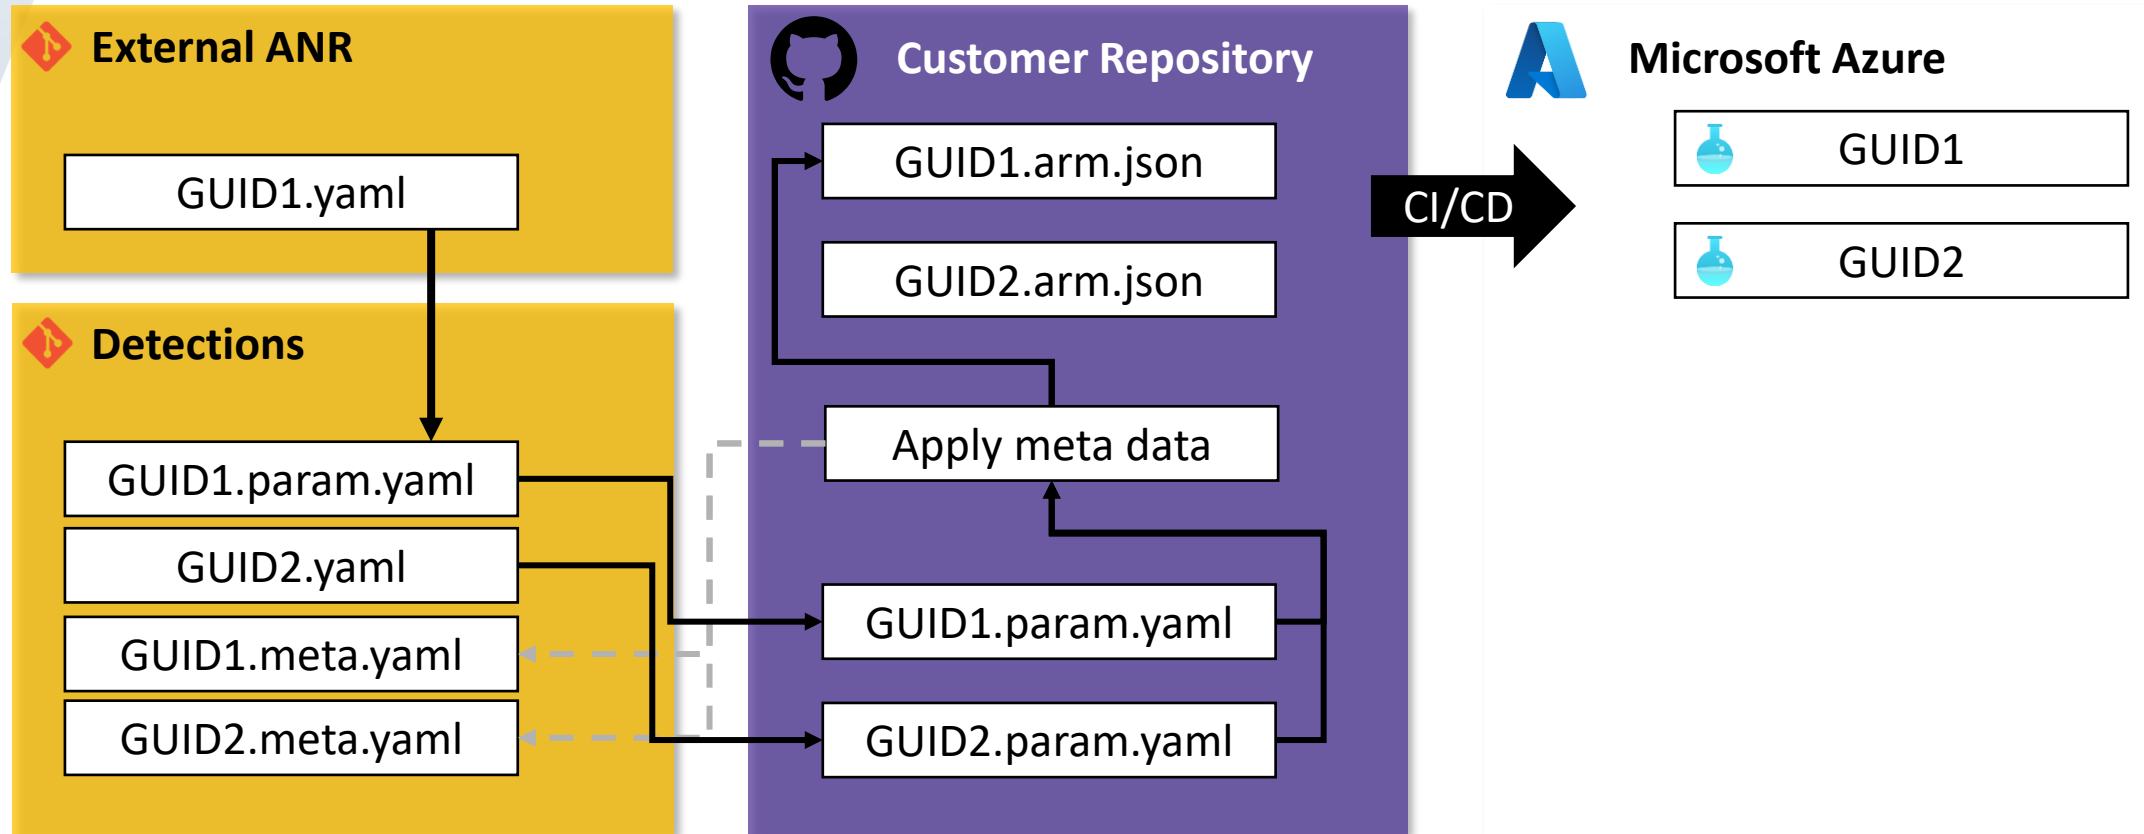 External ANR
GUID1.yaml
Detections
GUID1.param.yaml
GUID2.yaml
GUID1.meta.yaml
GUID2.meta.yaml
Customer Repository
GUID1.arm.json
GUID2.arm.json
Apply meta data
GUID1.param.yaml
GUID2.param.yaml
CI/CD
Microsoft Azure
GUID1
GUID2